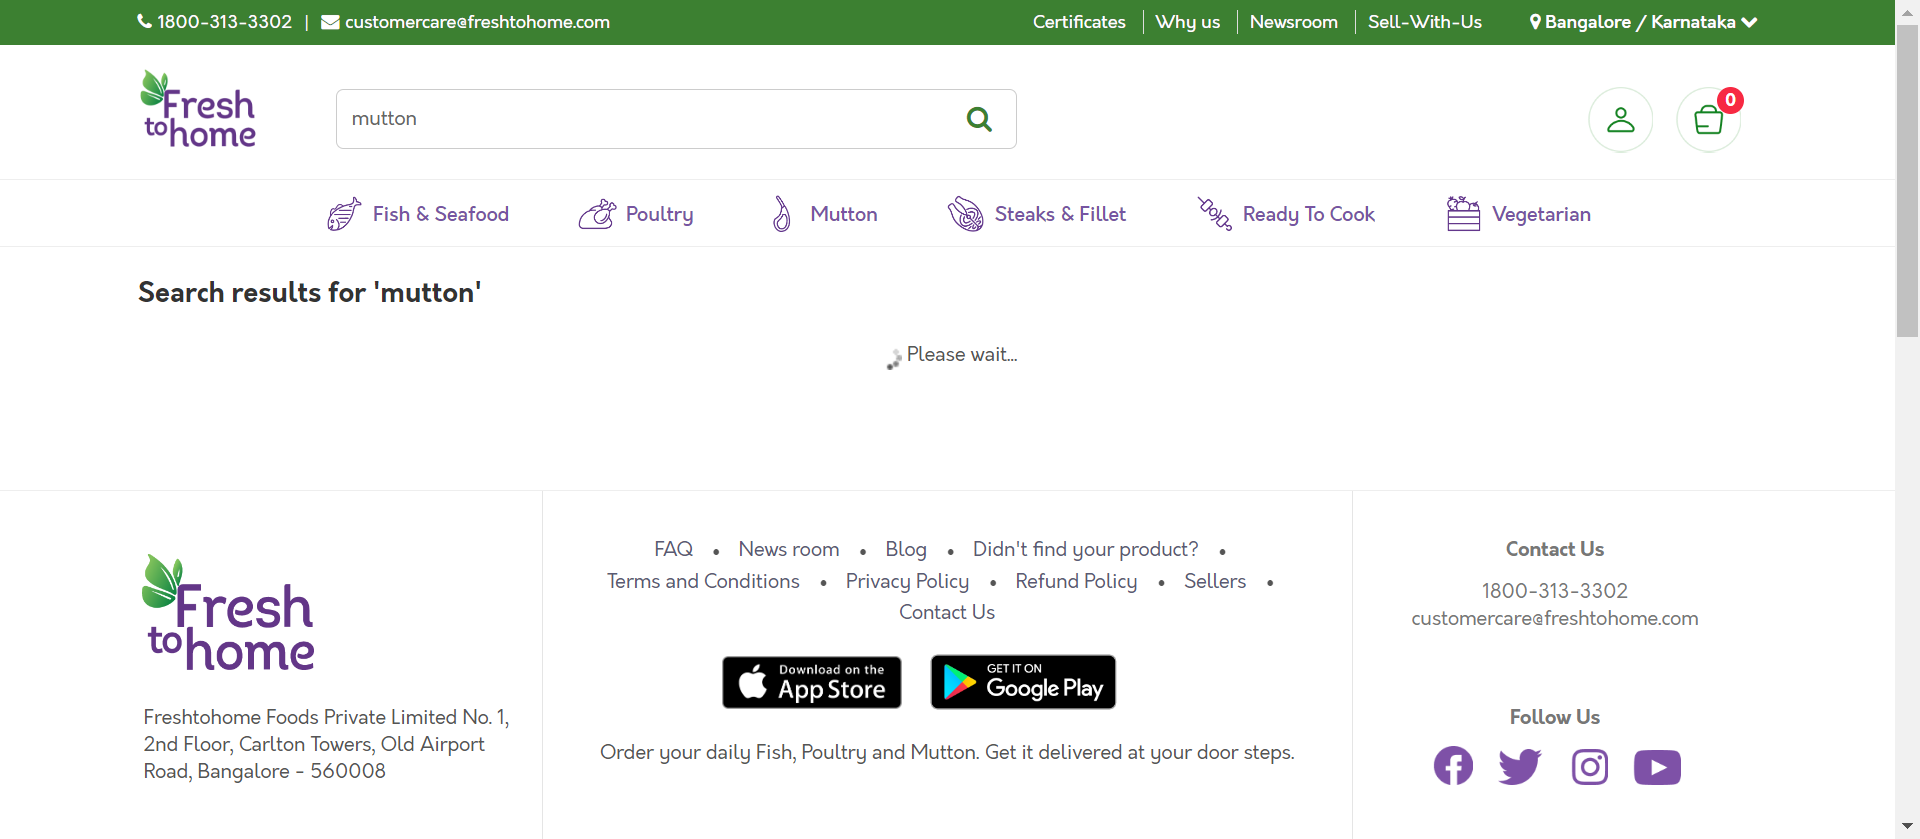 1800-313-3302 | customercare@freshtohome.com Certificates Why us Newsroom Sell-With-Us Bangalore / Karnataka
Fresh
to home
mutton
0
Fish & Seafood Poultry Mutton Steaks & Fillet Ready To Cook Vegetarian
Search results for 'mutton'
Please wait...
Fresh
to home
Freshtohome Foods Private Limited No. 1,
2nd Floor, Carlton Towers, Old Airport
Road, Bangalore - 560008
FAQ • News room • Blog • Didn't find your product? •
Terms and Conditions • Privacy Policy • Refund Policy • Sellers •
Contact Us
Download on the
App Store
GET IT ON
Google Play
Order your daily Fish, Poultry and Mutton. Get it delivered at your door steps.
Contact Us
1800-313-3302
customercare@freshtohome.com
Follow Us